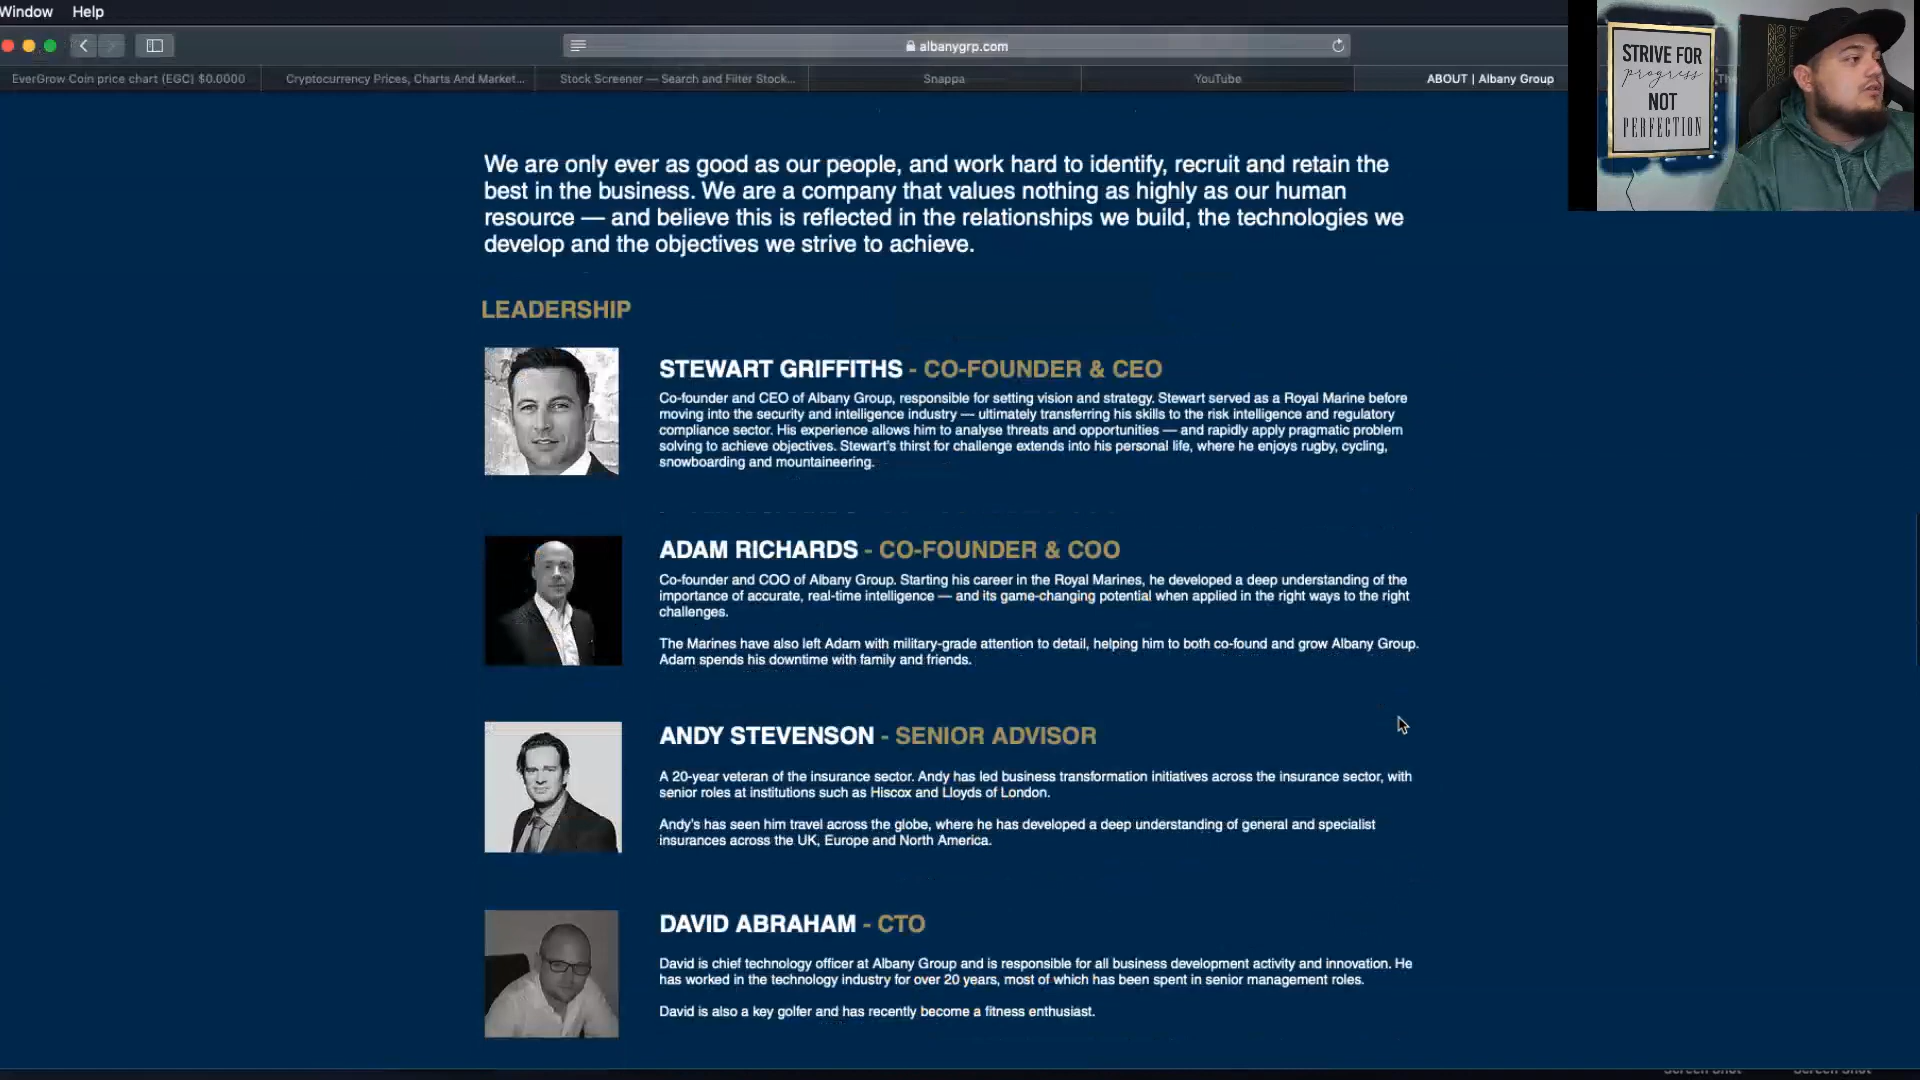 Window Help
albanygrp.com
EverGrow Coin price chart (EGC) $0.0000
Cryptocurrency Prices, Charts And Market...
Stock Screener — Search and Filter Stock...
Snappa
YouTube
ABOUT | Albany Group
STRIVE FOR
progress
NOT
PERFECTION
We are only ever as good as our people, and work hard to identify, recruit and retain the
best in the business. We are a company that values nothing as highly as our human
resource — and believe this is reflected in the relationships we build, the technologies we
develop and the objectives we strive to achieve.
LEADERSHIP
STEWART GRIFFITHS - CO-FOUNDER & CEO
Co-founder and CEO of Albany Group, responsible for setting vision and strategy. Stewart served as a Royal Marine before
moving into the security and intelligence industry — ultimately transferring his skills to the risk intelligence and regulatory
compliance sector. His experience allows him to analyse threats and opportunities — and rapidly apply pragmatic problem
solving to achieve objectives. Stewart's thirst for challenge extends into his personal life, where he enjoys rugby, cycling,
snowboarding and mountaineering.
ADAM RICHARDS - CO-FOUNDER & COO
Co-founder and COO of Albany Group. Starting his career in the Royal Marines, he developed a deep understanding of the
importance of accurate, real-time intelligence — and its game-changing potential when applied in the right ways to the right
challenges.
The Marines have also left Adam with military-grade attention to detail, helping him to both co-found and grow Albany Group.
Adam spends his downtime with family and friends.
ANDY STEVENSON - SENIOR ADVISOR
A 20-year veteran of the insurance sector. Andy has led business transformation initiatives across the insurance sector, with
senior roles at institutions such as Hiscox and Lloyds of London.
Andy's has seen him travel across the globe, where he has developed a deep understanding of general and specialist
insurances across the UK, Europe and North America.
DAVID ABRAHAM - CTO
David is chief technology officer at Albany Group and is responsible for all business development activity and innovation. He
has worked in the technology industry for over 20 years, most of which has been spent in senior management roles.
David is also a key golfer and has recently become a fitness enthusiast.